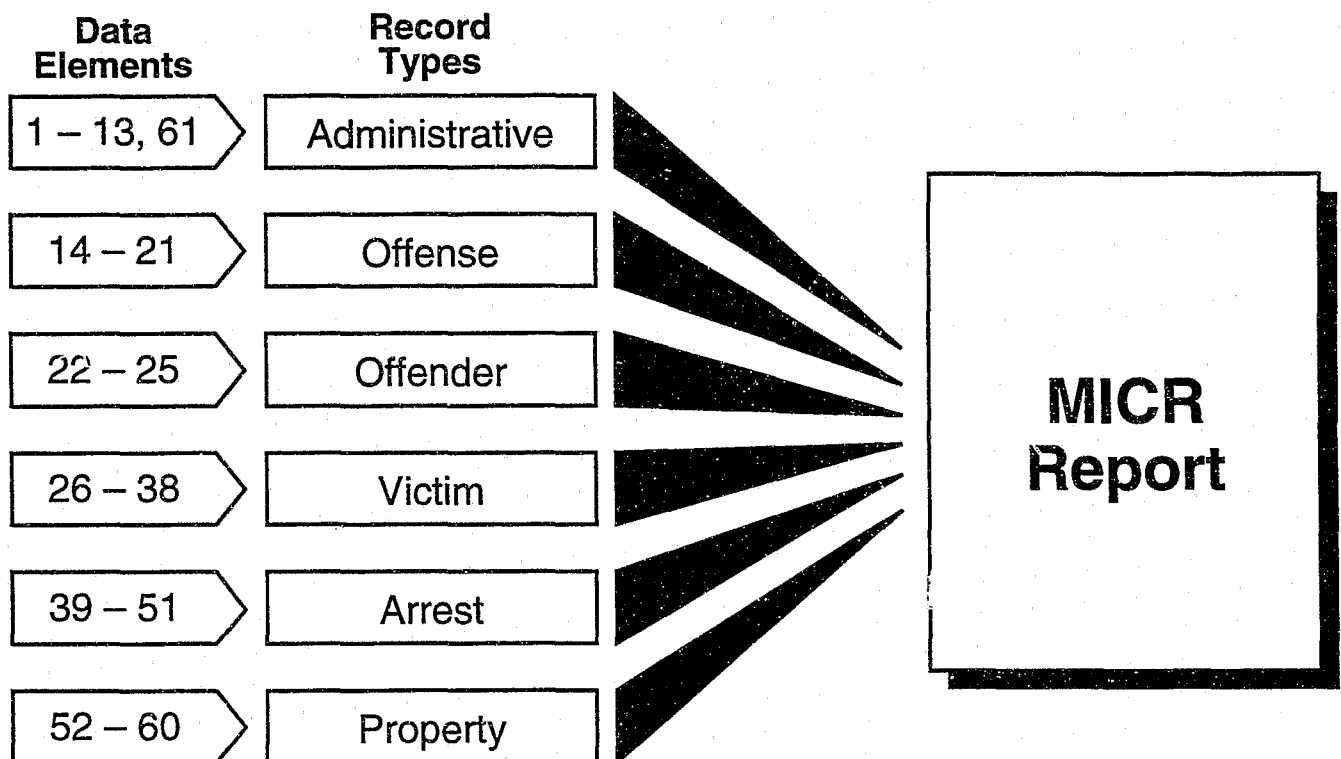 Data
Elements
Record
Types
1 – 13, 61
Administrative
14 – 21
Offense
22 – 25
Offender
26 – 38
Victim
39 – 51
Arrest
52 – 60
Property
MICR
Report